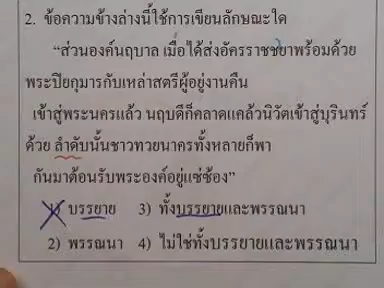 2. ข้อความข้างล่างนี้ใช้การเขียนลักษณะใด
"ส่วนองค์นฤบาล เมื่อได้ส่งอัครราชชายาพร้อมด้วย
พระปิยกุมารกับเหล่าสตรีผู้อยู่งานคืน
เข้าสู่พระนครแล้ว นฤบดีก็คลาดแคล้วนิวัตเข้าสู่บุรินทร์
ด้วย ลำดับนั้นชาวทวยนาครทั้งหลายก็พา
กันมาต้อนรับพระองค์อยู่แซ่ซ้อง"
1) บรรยาย 3) ทั้งบรรยายและพรรณนา
2) พรรณนา 4) ไม่ใช่ทั้งบรรยายและพรรณนา